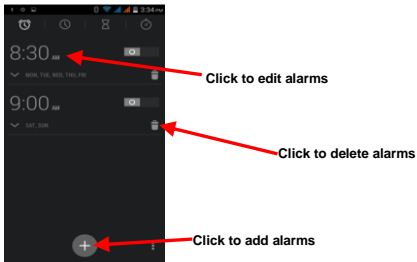 3:34 PM
8:30 AM
MON, TUE, WED, THU, FRI
Click to edit alarms
9:00 AM
SAT, SUN
Click to delete alarms
Click to add alarms